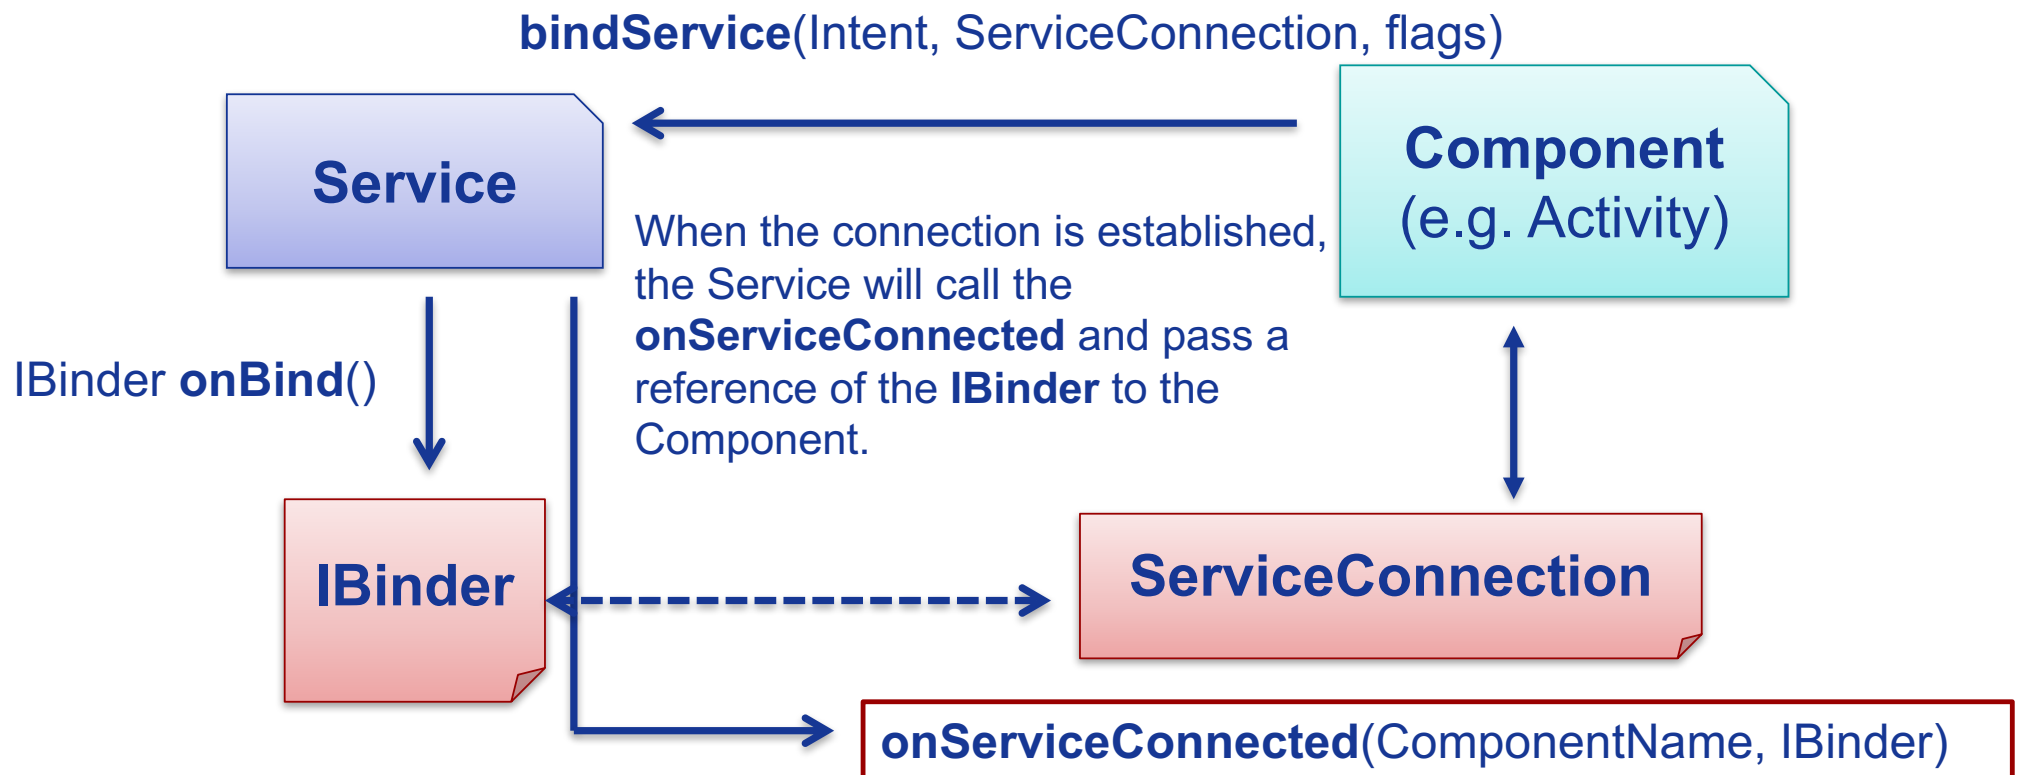 bindService(Intent, ServiceConnection, flags)
Service
Component
(e.g. Activity)
When the connection is established,
the Service will call the
onServiceConnected and pass a
reference of the IBinder to the
Component.
IBinder onBind()
IBinder
ServiceConnection
onServiceConnected(ComponentName, IBinder)